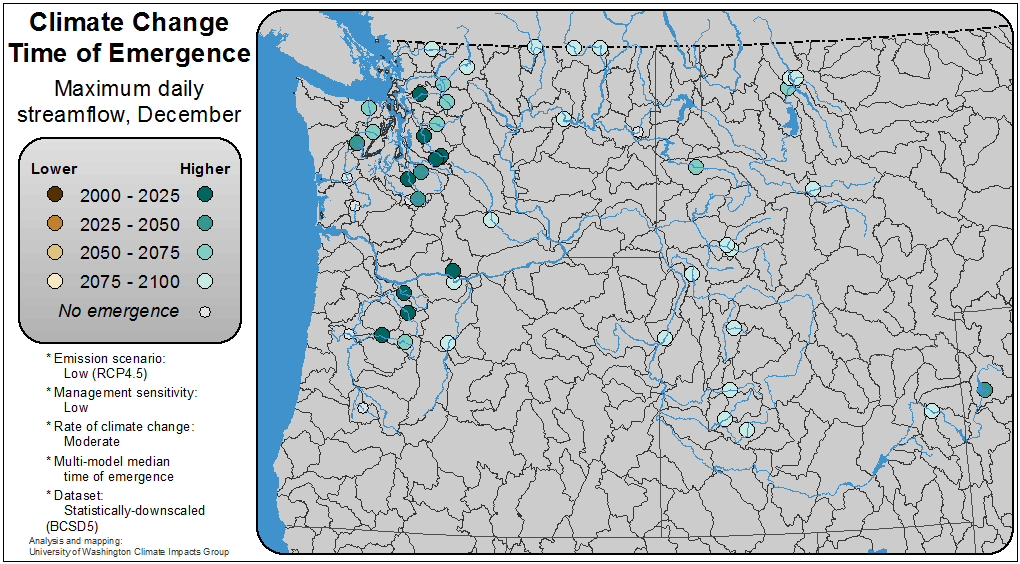 Climate Change
Time of Emergence
Maximum daily
streamflow, December
Lower Higher
2000 - 2025
2025 - 2050
2050 - 2075
2075 - 2100
No emergence
* Emission scenario:
Low (RCP4.5)
* Management sensitivity:
Low
* Rate of climate change:
Moderate
* Multi-model median
time of emergence
* Dataset:
Statistically-downscaled
(BCSD5)
Analysis and mapping:
University of Washington Climate Impacts Group